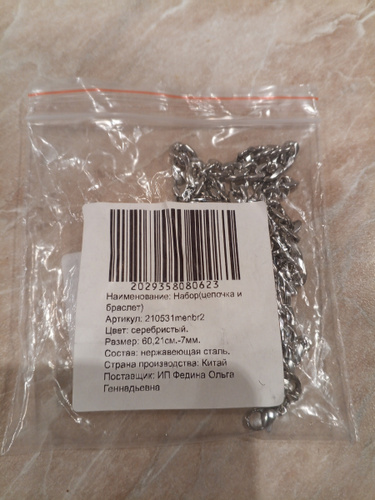 2029358080623
Наименование: Набор(цепочка и
браслет)
Артикул: 210531menbr2
Цвет: серебристый.
Размер: 60,21см.-7мм.
Состав: нержавеющая сталь.
Страна производства: Китай
Поставщик: ИП Федина Ольга
Геннадьевна